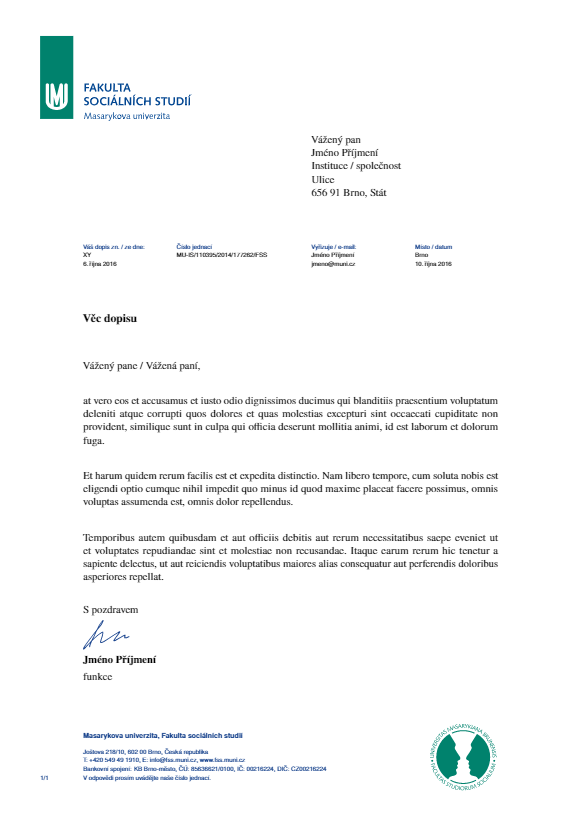 FAKULTA
SOCIÁLNÍCH STUDIÍ
Masarykova univerzita
Vážený pan
Jméno Příjmení
Instituce / společnost
Ulice
656 91 Brno, Stát
Váš dopis zn. / ze dne:
XY
6. října 2016
Číslo jednací
MU-IS/110395/2014/177262/FSS
Vyřizuje / e-mail:
Jméno Příjmení
jmeno@muni.cz
Místo / datum
Brno
10. října 2016
Věc dopisu
Vážený pane / Vážená paní,
at vero eos et accusamus et iusto odio dignissimos ducimus qui blanditiis praesentium voluptatum
deleniti atque corrupti quos dolores et quas molestias excepturi sint occaecati cupiditate non
provident, similique sunt in culpa qui officia deserunt mollitia animi, id est laborum et dolorum
fuga.
Et harum quidem rerum facilis est et expedita distinctio. Nam libero tempore, cum soluta nobis est
eligendi optio cumque nihil impedit quo minus id quod maxime placeat facere possimus, omnis
voluptas assumenda est, omnis dolor repellendus.
Temporibus autem quibusdam et aut officiis debitis aut rerum necessitatibus saepe eveniet ut
et voluptates repudiandae sint et molestiae non recusandae. Itaque earum rerum hic tenetur a
sapiente delectus, ut aut reiciendis voluptatibus maiores alias consequatur aut perferendis doloribus
asperiores repellat.
S pozdravem
Jméno Příjmení
funkce
Masarykova univerzita, Fakulta sociálních studií
Joštova 218/10, 602 00 Brno, Česká republika
T: +420 549 49 1910, E: info@fss.muni.cz, www.fss.muni.cz
Bankovní spojení: KB Brno-město, ČÚ: 85636621/0100, IČ: 00216224, DIČ: CZ00216224
1/1 V odpovědi prosím uvádějte naše číslo jednací.
UNIVERSITAS MASARYKIANA BRUNENSIS
FACULTAS STUDIORUM SOCIALIUM